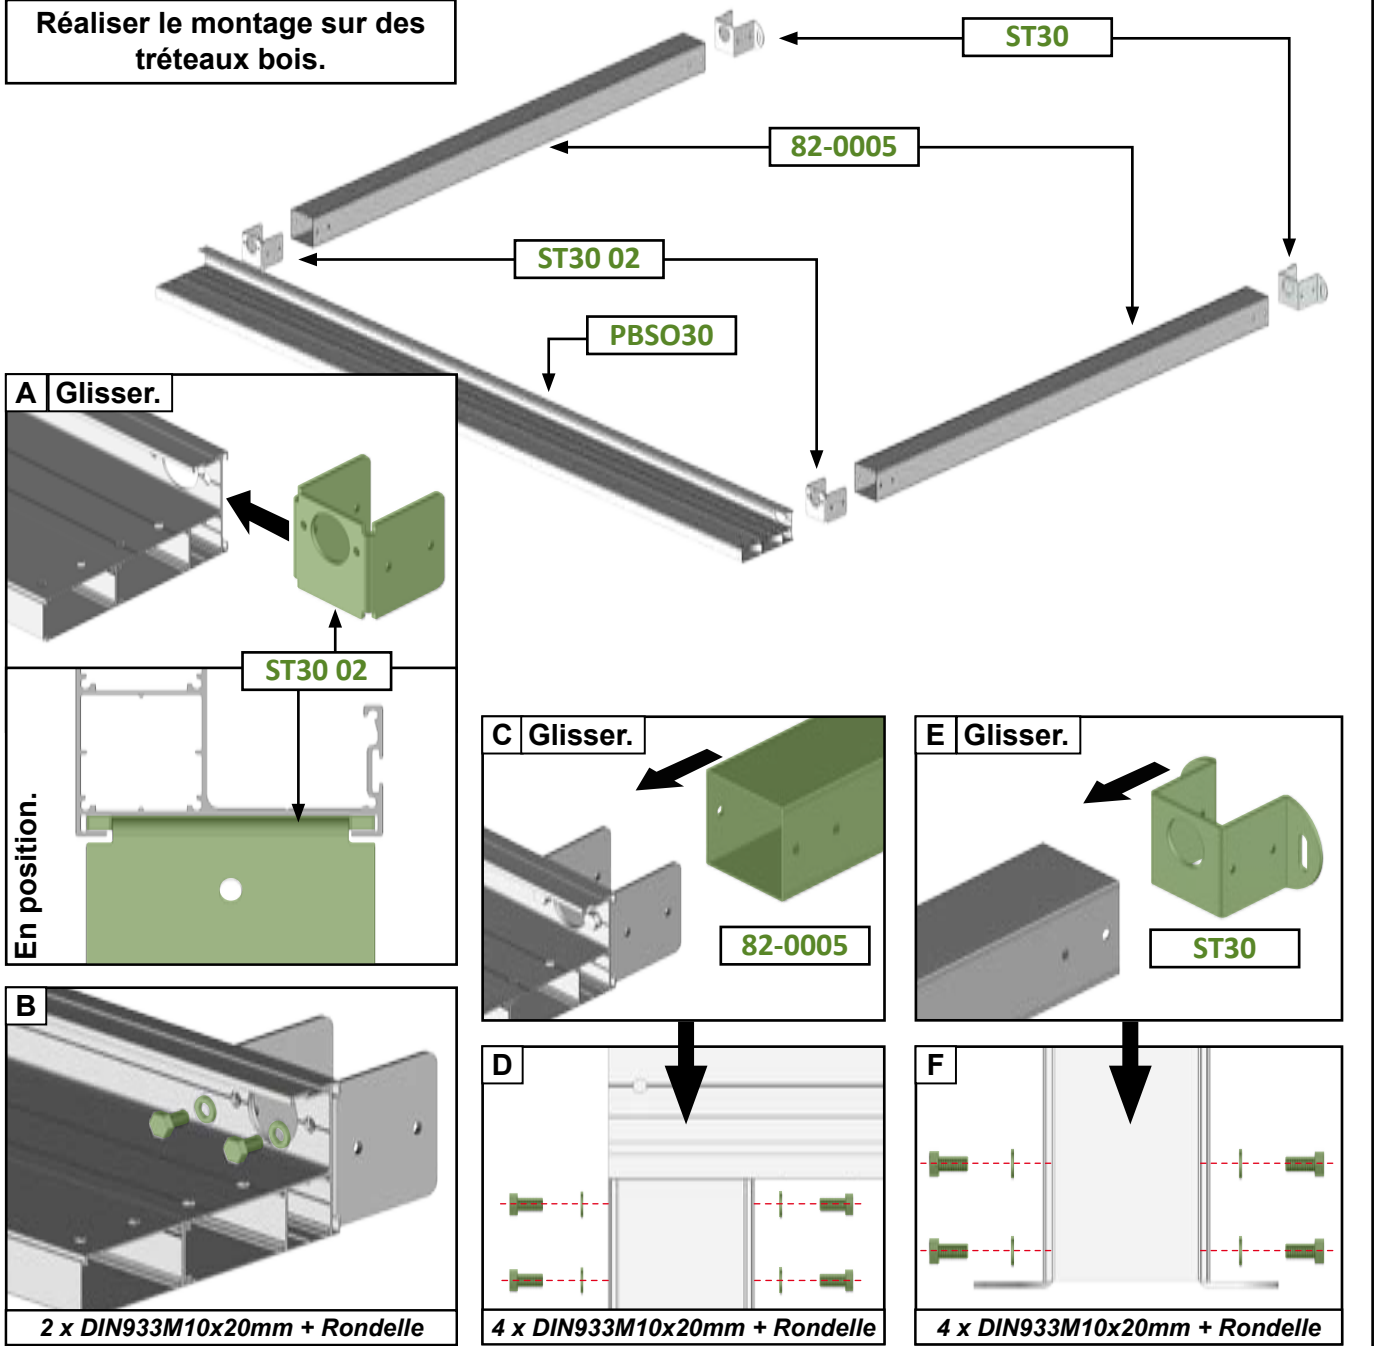 Réaliser le montage sur des
tréteaux bois.
ST30
82-0005
ST30 02
PBSO30
A Glisser.
ST30 02
En position.
B
2 x DIN933M10x20mm + Rondelle
C Glisser.
82-0005
D
4 x DIN933M10x20mm + Rondelle
E Glisser.
ST30
F
4 x DIN933M10x20mm + Rondelle